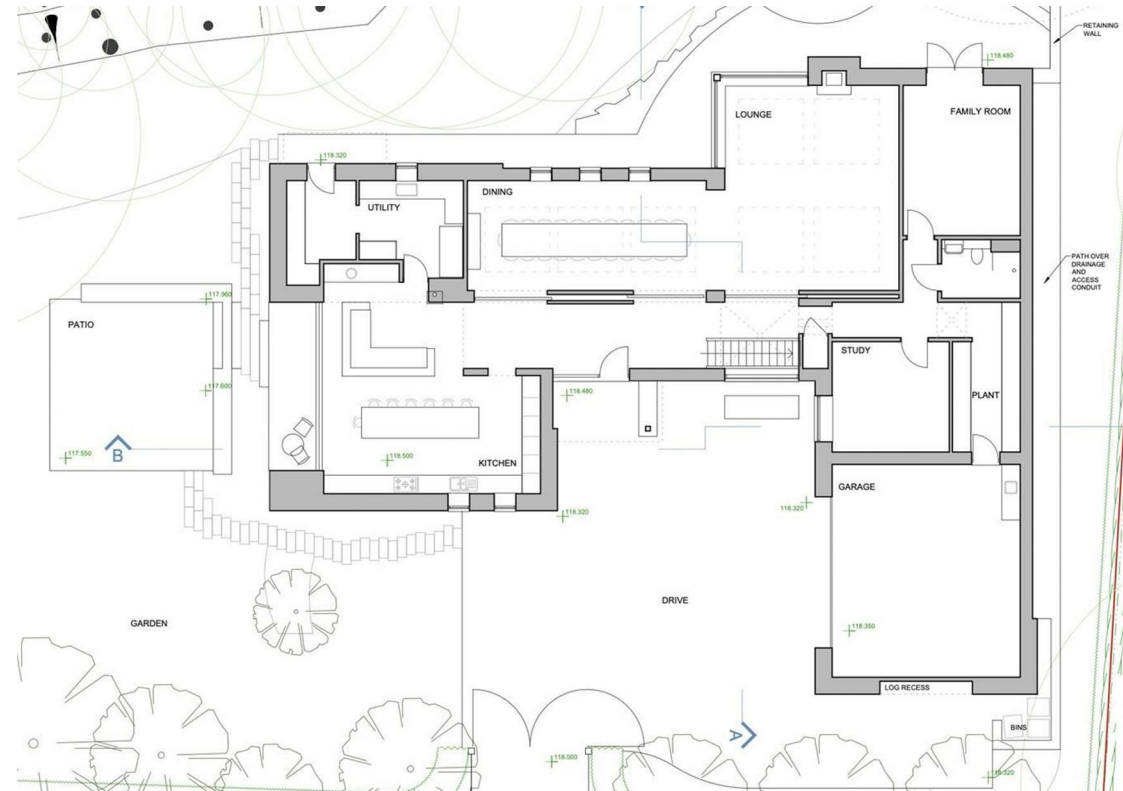 RETAINING
WALL
118.480
FAMILY ROOM
LOUNGE
118.320
DINING
UTILITY
PATH OVER
DRAINAGE
AND
ACCESS
CONDUIT
117.960
PATIO
STUDY
117.600
118.480
PLANT
B
117.550
118.500
KITCHEN
GARAGE
118.320
118.320
DRIVE
GARDEN
118.350
LOG RECESS
BINS
A
118.000